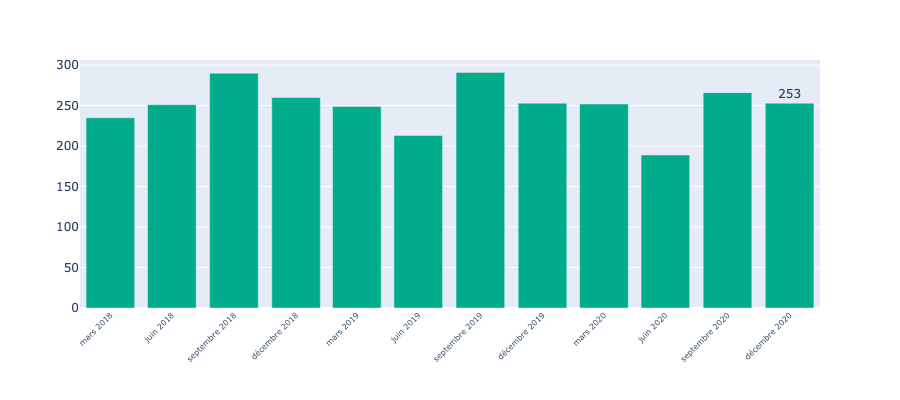 300
250
200
150
100
50
0
253
mars 2018
juin 2018
septembre 2018
décembre 2018
mars 2019
juin 2019
septembre 2019
décembre 2019
mars 2020
juin 2020
septembre 2020
décembre 2020